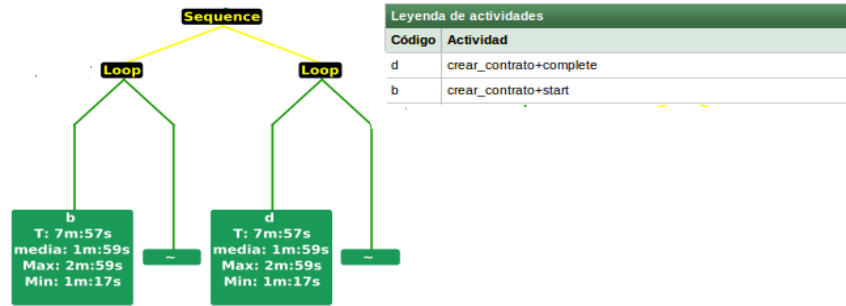 Sequence
Loop
Loop
b
T: 7m:57s
media: 1m:59s
Max: 2m:59s
Min: 1m:17s
~
d
T: 7m:57s
media: 1m:59s
Max: 2m:59s
Min: 1m:17s
~
Leyenda de actividades
Código Actividad
d crear_contrato+complete
b crear_contrato+start